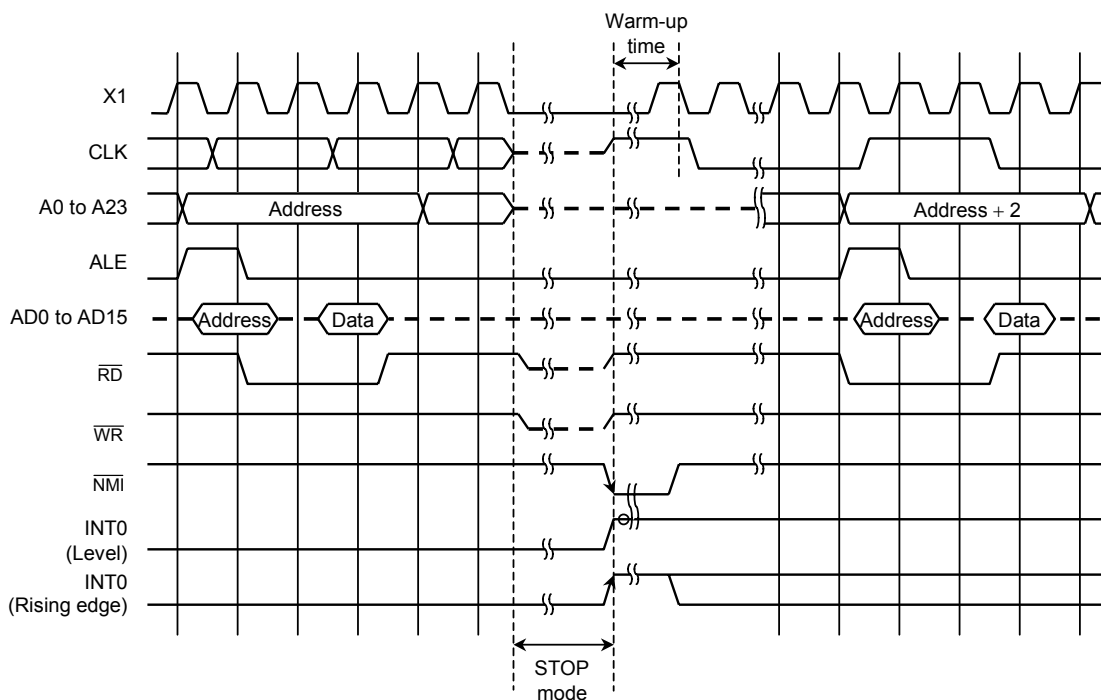 Warm-up
time
X1
CLK
A0 to A23
Address
Address + 2
ALE
AD0 to AD15
Address
Data
Address
Data
RD
WR
NMI
INT0
(Level)
INT0
(Rising edge)
STOP
mode